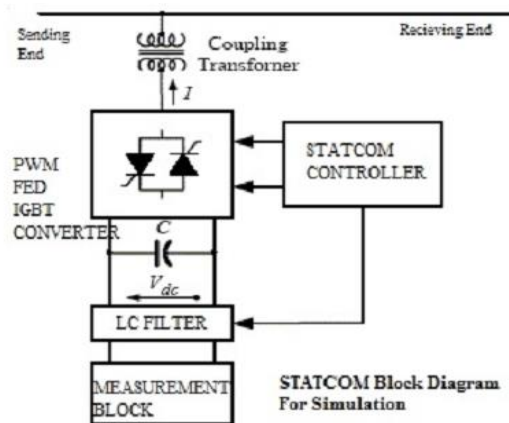 Sending
End
Recieving End
Coupling
Transforner
I
PWM
FED
IGBT
CONVERTER
STATCOM
CONTROLLER
C
Vdc
LC FILTER
MEASUREMENT
BLOCK
STATCOM Block Diagram
For Simulation